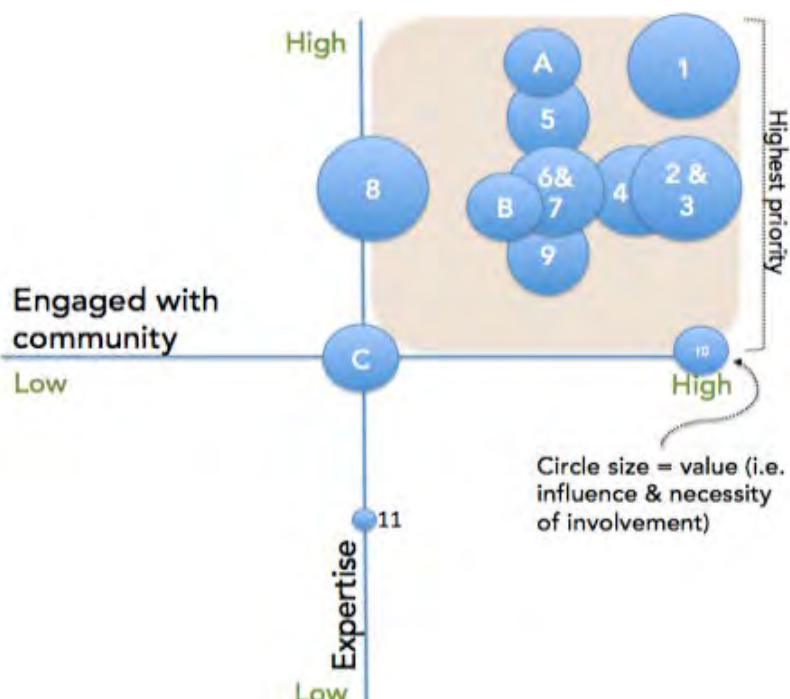 High
A
1
5
Highest priority
8
6&
7
B
4
2 &
3
9
Engaged with
community
C
10
Low
High
Circle size = value (i.e.
influence & necessity
of involvement)
11
Expertise
Low